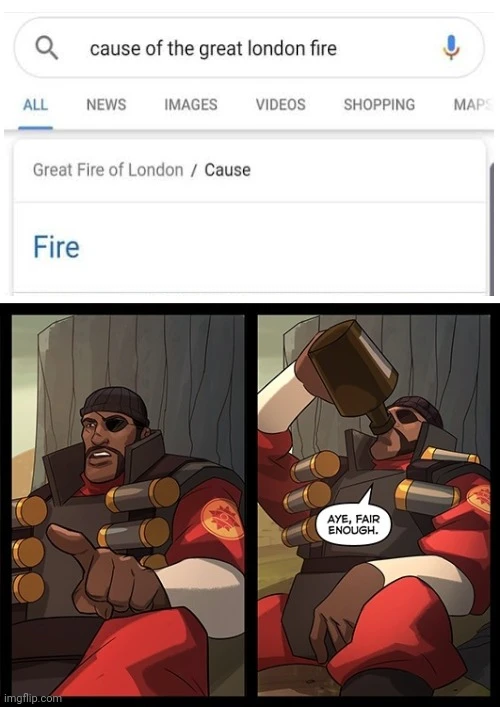 cause of the great london fire
ALL NEWS IMAGES VIDEOS SHOPPING MAPS
Great Fire of London / Cause
Fire
AYE, FAIR
ENOUGH.
imgflip.com